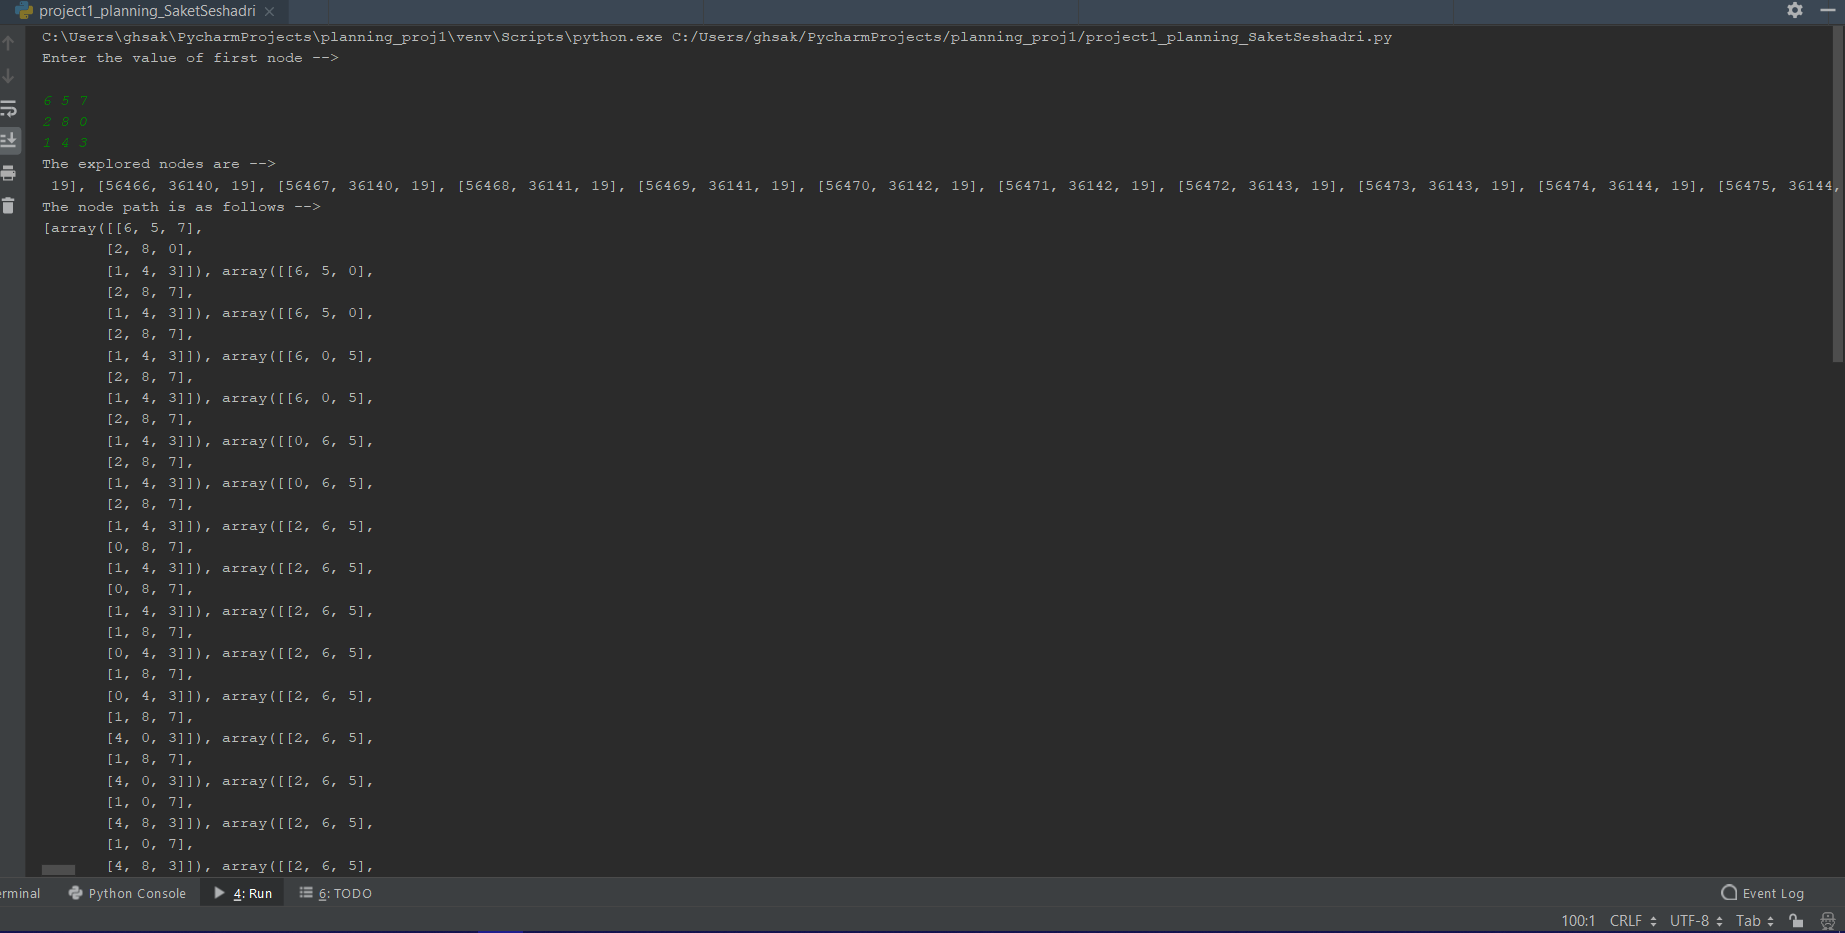 project1_planning_SaketSeshadri
C:\Users\ghsak\PycharmProjects\planning_proj1\venv\Scripts\python.exe C:/Users/ghsak/PycharmProjects/planning_proj1/project1_planning_SaketSeshadri.py
Enter the value of first node -->
6 5 7
2 8 0
1 4 3
The explored nodes are -->
19], [56466, 36140, 19], [56467, 36140, 19], [56468, 36141, 19], [56469, 36141, 19], [56470, 36142, 19], [56471, 36142, 19], [56472, 36143, 19], [56473, 36143, 19], [56474, 36144, 19], [56475, 36144,
The node path is as follows -->
[array([[6, 5, 7],
[2, 8, 0],
[1, 4, 3]]), array([[6, 5, 0],
[2, 8, 7],
[1, 4, 3]]), array([[6, 5, 0],
[2, 8, 7],
[1, 4, 3]]), array([[6, 0, 5],
[2, 8, 7],
[1, 4, 3]]), array([[6, 0, 5],
[2, 8, 7],
[1, 4, 3]]), array([[0, 6, 5],
[2, 8, 7],
[1, 4, 3]]), array([[0, 6, 5],
[2, 8, 7],
[1, 4, 3]]), array([[2, 6, 5],
[0, 8, 7],
[1, 4, 3]]), array([[2, 6, 5],
[0, 8, 7],
[1, 4, 3]]), array([[2, 6, 5],
[1, 8, 7],
[0, 4, 3]]), array([[2, 6, 5],
[1, 8, 7],
[0, 4, 3]]), array([[2, 6, 5],
[1, 8, 7],
[4, 0, 3]]), array([[2, 6, 5],
[1, 8, 7],
[4, 0, 3]]), array([[2, 6, 5],
[1, 0, 7],
[4, 8, 3]]), array([[2, 6, 5],
[1, 0, 7],
[4, 8, 3]]), array([[2, 6, 5],
erminal Python Console 4: Run 6: TODO Event Log
100:1 CRLF UTF-8 Tab